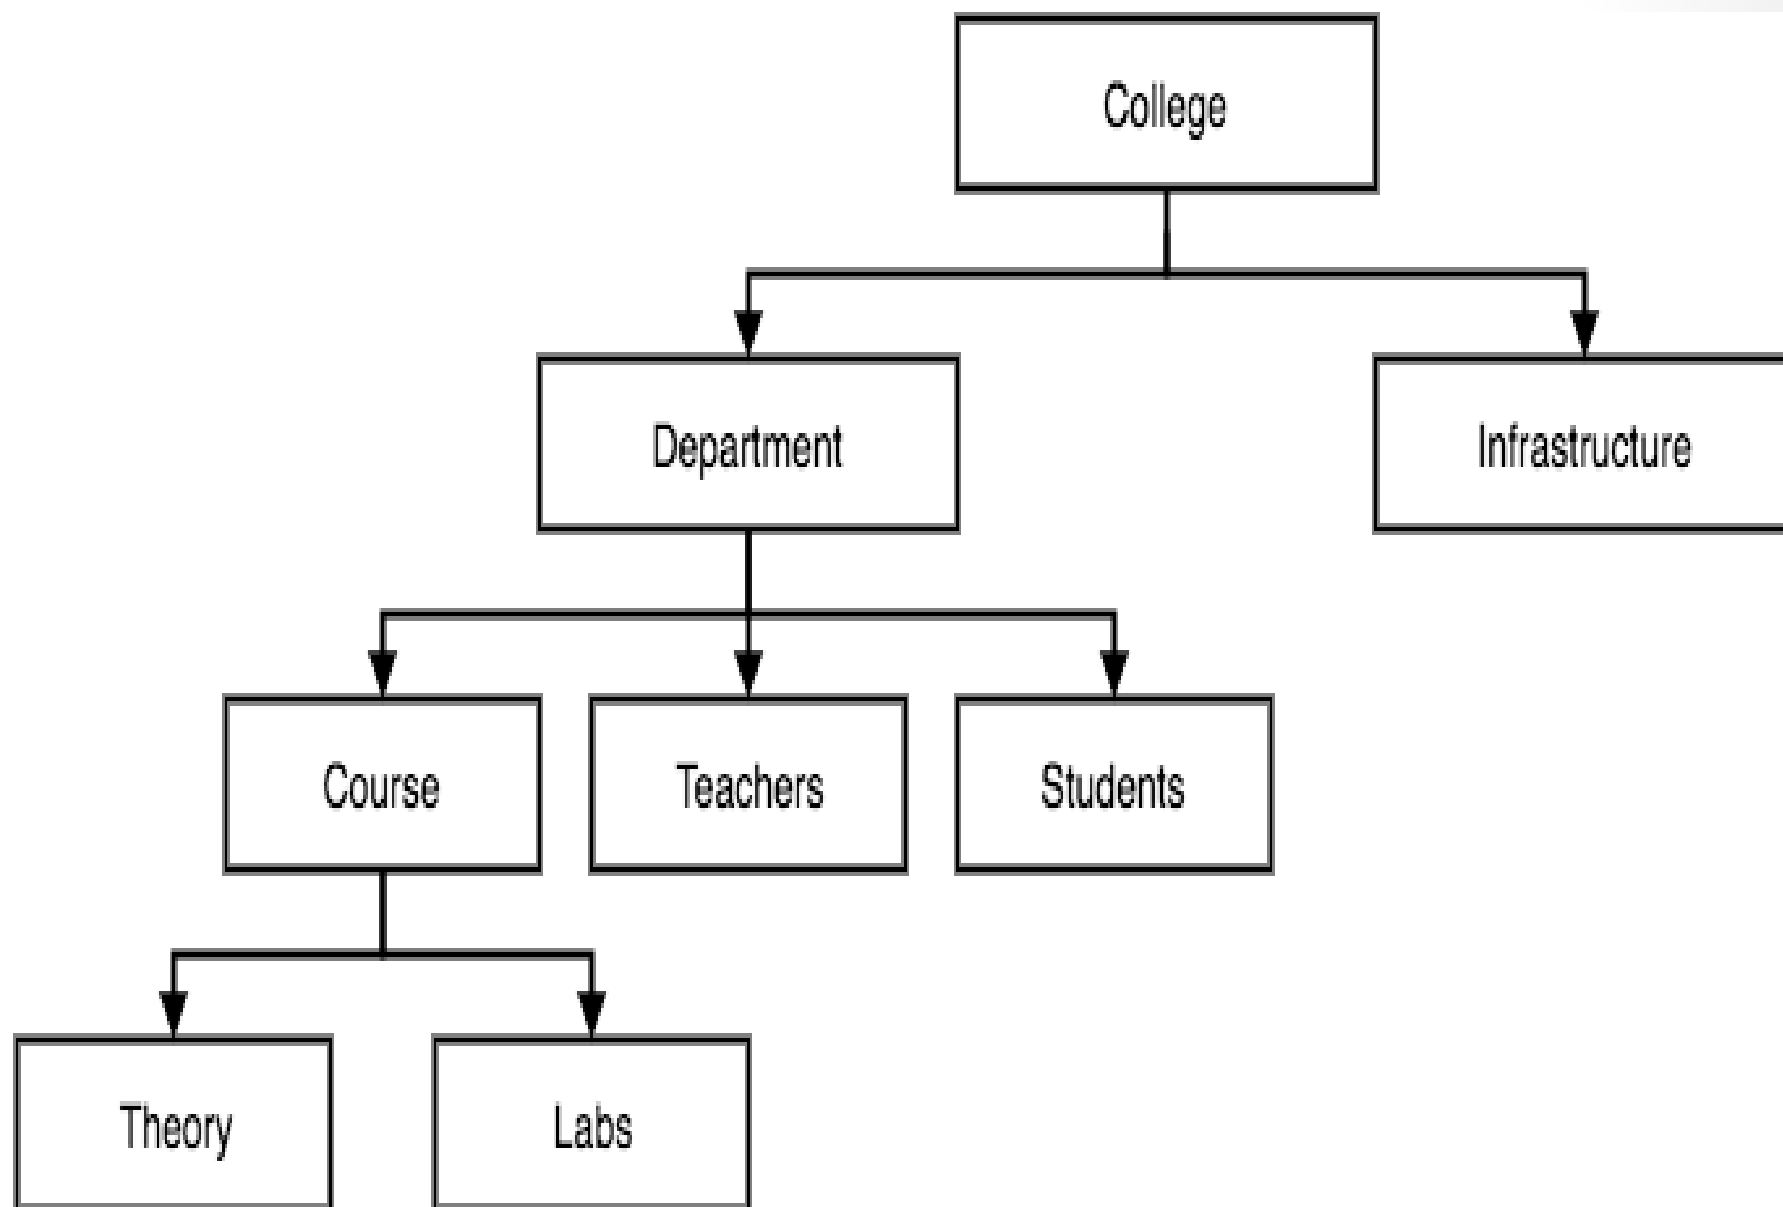 College
Department
Infrastructure
Course
Teachers
Students
Theory
Labs